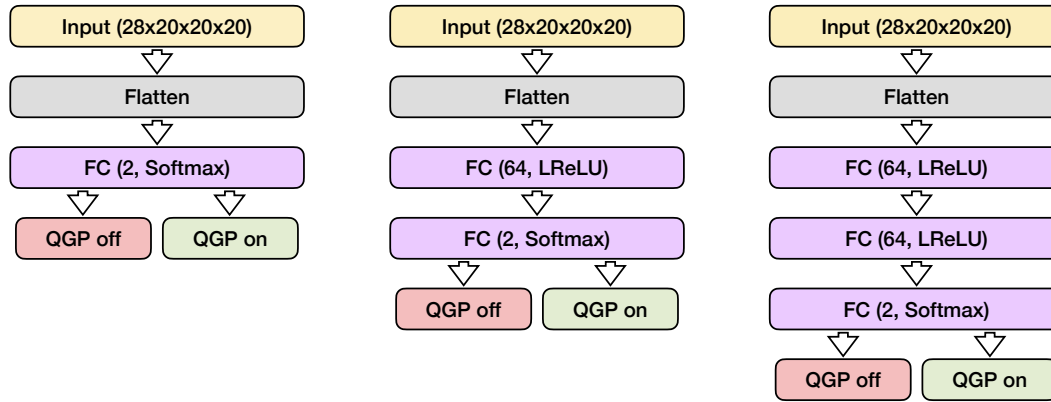 Input (28x20x20x20)
Flatten
FC (2, Softmax)
QGP off
QGP on
Input (28x20x20x20)
Flatten
FC (64, LReLU)
FC (2, Softmax)
QGP off
QGP on
Input (28x20x20x20)
Flatten
FC (64, LReLU)
FC (64, LReLU)
FC (2, Softmax)
QGP off
QGP on